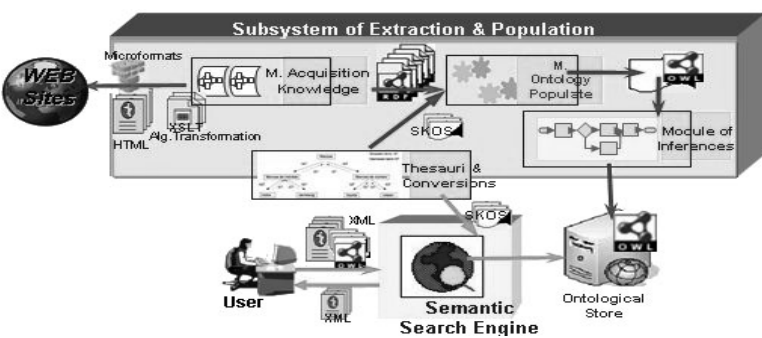 Subsystem of Extraction & Population
Microformats
WEB
Sites
M. Acquisition
Knowledge
RDF
M.
Ontology
Populate
OWL
XSLT
Alg.Transformation
HTML
SKOS
Module of
Inferences
Thesauri &
Conversions
SKOS
XML
OWL
OWL
User
XML
Semantic
Search Engine
Ontological
Store